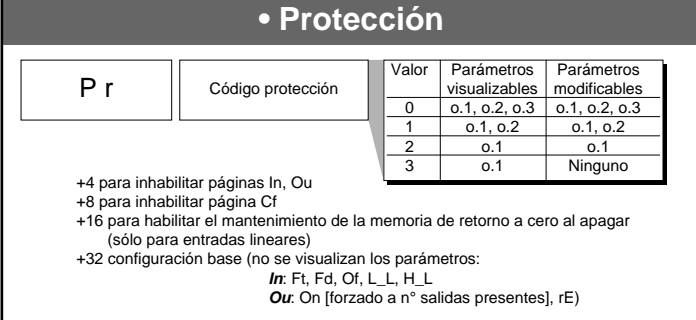 • Protección
P r
Código protección
Valor Parámetros visualizables Parámetros modificables
0 o.1, o.2, o.3 o.1, o.2, o.3
1 o.1, o.2 o.1, o.2
2 o.1 o.1
3 o.1 Ninguno
+4 para inhabilitar páginas In, Ou
+8 para inhabilitar página Cf
+16 para habilitar el mantenimiento de la memoria de retorno a cero al apagar
(sólo para entradas lineares)
+32 configuración base (no se visualizan los parámetros:
In: Ft, Fd, Of, L_L, H_L
Ou: On [forzado a n° salidas presentes], rE)